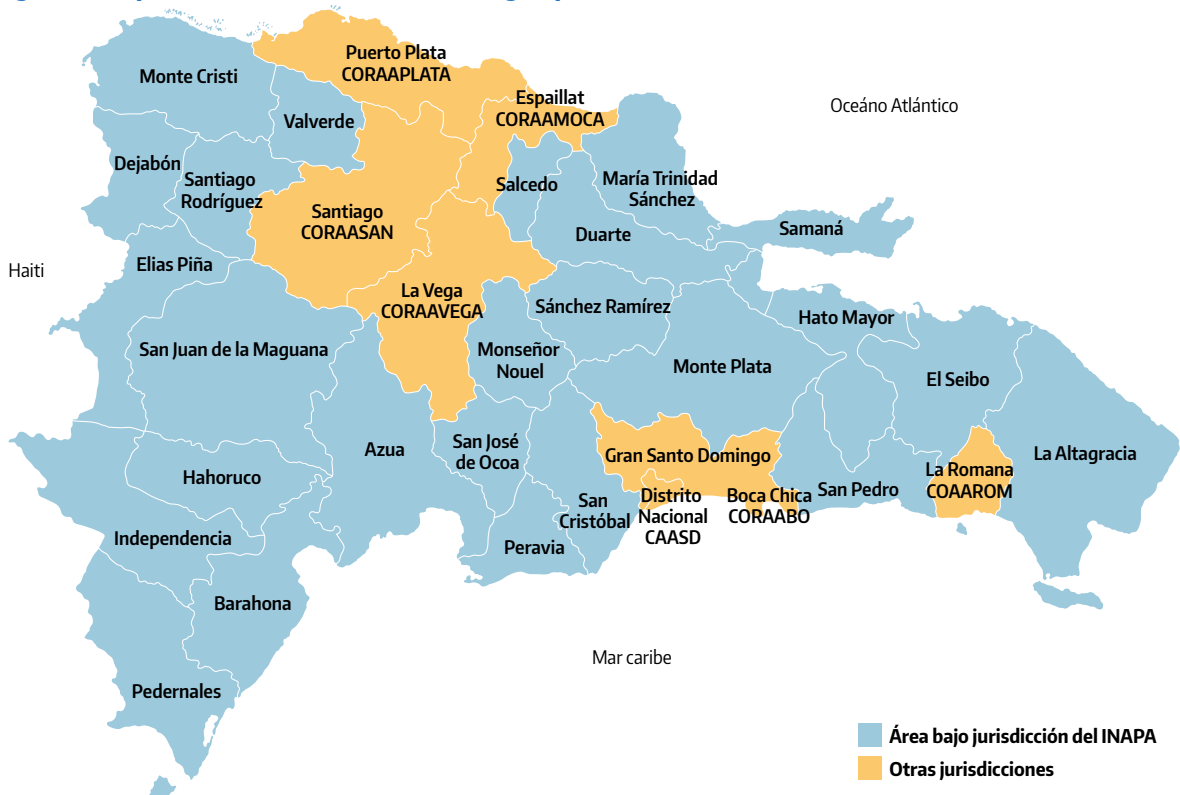 Puerto Plata
CORAAPLATA
Monte Cristi
Espaillat
CORAAMOCA
Oceáno Atlántico
Valverde
Dejabón
Santiago
Rodríguez
Salcedo
María Trinidad
Sánchez
Santiago
CORAASAN
Samaná
Duarte
Haiti
Elias Piña
La Vega
CORAAVEGA
Sánchez Ramírez
Hato Mayor
San Juan de la Maguana
Monseñor
Nouel
Monte Plata
El Seibo
Azua
San José
de Ocoa
Gran Santo Domingo
La Altagracia
Hahoruco
La Romana
COAAROM
San Pedro
San
Cristóbal
Distrito
Nacional
CAASD
Boca Chica
CORAABO
Independencia
Peravia
Barahona
Mar caribe
Pedernales
Área bajo jurisdicción del INAPA
Otras jurisdicciones